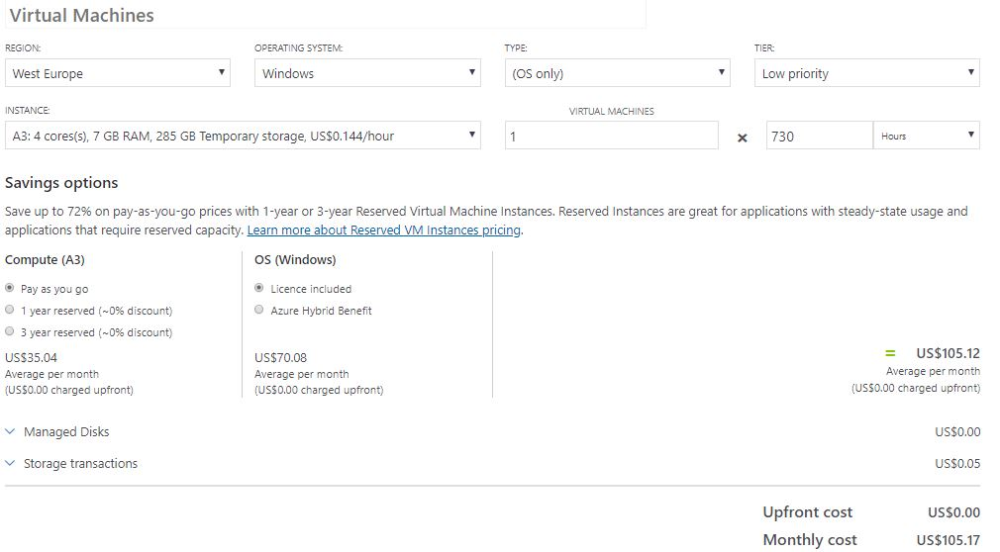 Virtual Machines
REGION: OPERATING SYSTEM: TYPE: TIER:
West Europe Windows (OS only) Low priority
INSTANCE: VIRTUAL MACHINES
A3: 4 cores(s), 7 GB RAM, 285 GB Temporary storage, US$0.144/hour 1 × 730 Hours
Savings options
Save up to 72% on pay-as-you-go prices with 1-year or 3-year Reserved Virtual Machine Instances. Reserved Instances are great for applications with steady-state usage and
applications that require reserved capacity. Learn more about Reserved VM Instances pricing.
Compute (A3) OS (Windows)
Pay as you go Licence included
1 year reserved (~0% discount) Azure Hybrid Benefit
3 year reserved (~0% discount)
US$35.04 US$70.08 = US$105.12
Average per month Average per month Average per month
(US$0.00 charged upfront) (US$0.00 charged upfront) (US$0.00 charged upfront)
Managed Disks US$0.00
Storage transactions US$0.05
Upfront cost US$0.00
Monthly cost US$105.17